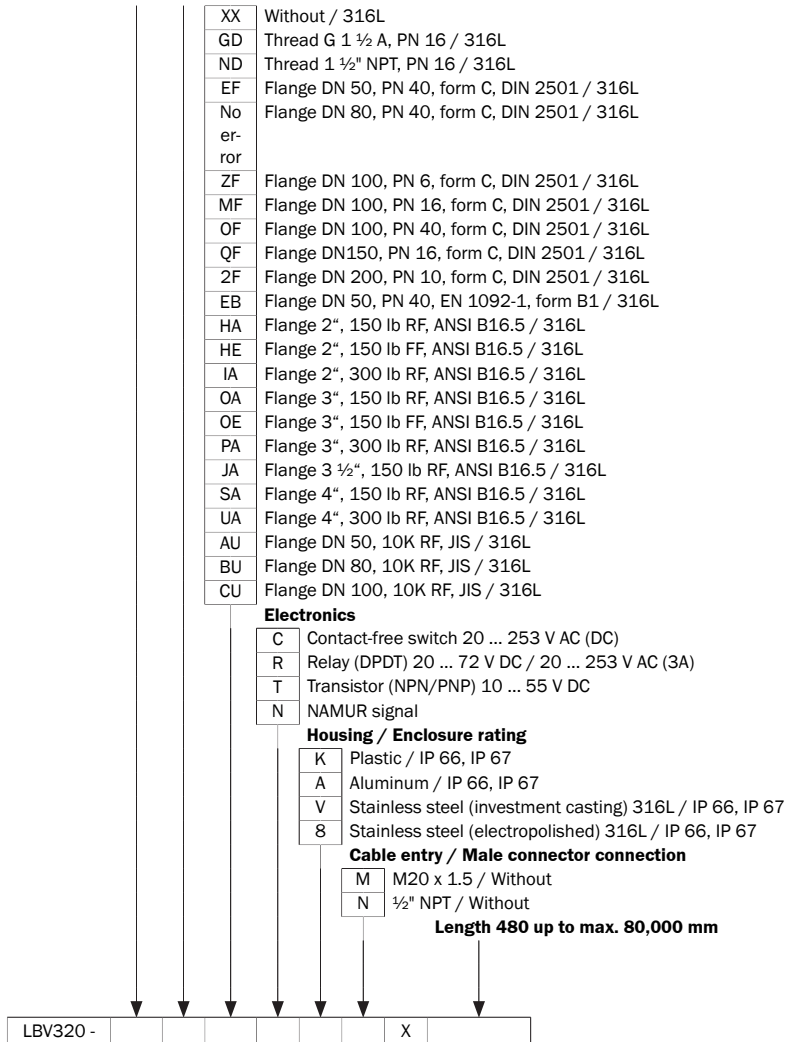 XX Without / 316L
GD Thread G 1 ½ A, PN 16 / 316L
ND Thread 1 ½" NPT, PN 16 / 316L
EF Flange DN 50, PN 40, form C, DIN 2501 / 316L
No Flange DN 80, PN 40, form C, DIN 2501 / 316L
er-
ror
ZF Flange DN 100, PN 6, form C, DIN 2501 / 316L
MF Flange DN 100, PN 16, form C, DIN 2501 / 316L
OF Flange DN 100, PN 40, form C, DIN 2501 / 316L
QF Flange DN150, PN 16, form C, DIN 2501 / 316L
2F Flange DN 200, PN 10, form C, DIN 2501 / 316L
EB Flange DN 50, PN 40, EN 1092-1, form B1 / 316L
HA Flange 2“, 150 lb RF, ANSI B16.5 / 316L
HE Flange 2“, 150 lb FF, ANSI B16.5 / 316L
IA Flange 2“, 300 lb RF, ANSI B16.5 / 316L
OA Flange 3“, 150 lb RF, ANSI B16.5 / 316L
OE Flange 3“, 150 lb FF, ANSI B16.5 / 316L
PA Flange 3“, 300 lb RF, ANSI B16.5 / 316L
JA Flange 3 ½“, 150 lb RF, ANSI B16.5 / 316L
SA Flange 4“, 150 lb RF, ANSI B16.5 / 316L
UA Flange 4“, 300 lb RF, ANSI B16.5 / 316L
AU Flange DN 50, 10K RF, JIS / 316L
BU Flange DN 80, 10K RF, JIS / 316L
CU Flange DN 100, 10K RF, JIS / 316L
Electronics
C Contact-free switch 20 ... 253 V AC (DC)
R Relay (DPDT) 20 ... 72 V DC / 20 ... 253 V AC (3A)
T Transistor (NPN/PNP) 10 ... 55 V DC
N NAMUR signal
Housing / Enclosure rating
K Plastic / IP 66, IP 67
A Aluminum / IP 66, IP 67
V Stainless steel (investment casting) 316L / IP 66, IP 67
8 Stainless steel (electropolished) 316L / IP 66, IP 67
Cable entry / Male connector connection
M M20 x 1.5 / Without
N ½" NPT / Without
Length 480 up to max. 80,000 mm
LBV320 - X